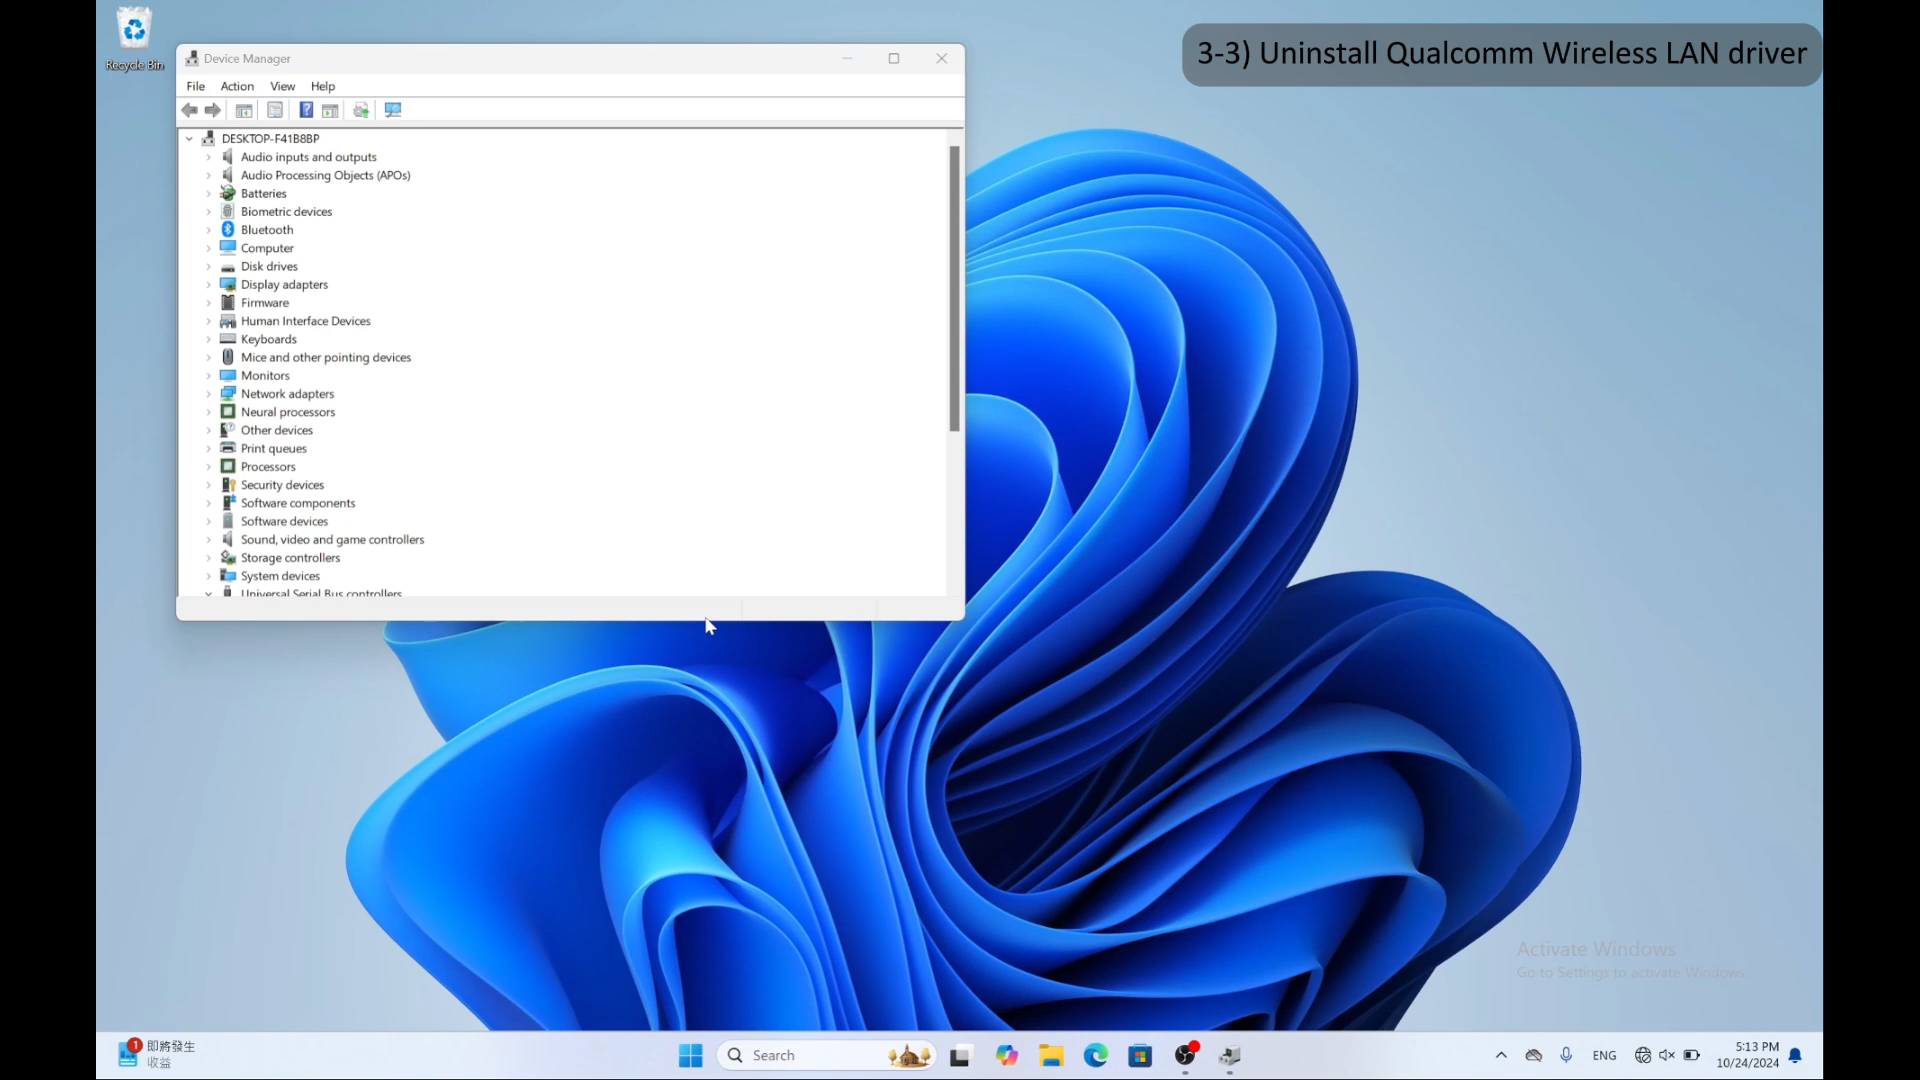 Recycle Bin
Device Manager
3-3) Uninstall Qualcomm Wireless LAN driver
File Action View Help
DESKTOP-F41B8BP
Audio inputs and outputs
Audio Processing Objects (APOs)
Batteries
Biometric devices
Bluetooth
Computer
Disk drives
Display adapters
Firmware
Human Interface Devices
Keyboards
Mice and other pointing devices
Monitors
Network adapters
Neural processors
Other devices
Print queues
Processors
Security devices
Software components
Software devices
Sound, video and game controllers
Storage controllers
System devices
Universal Serial Bus controllers
Activate Windows
Go to Settings to activate Windows.
1
即將發生
收益
Search
ENG
5:13 PM
10/24/2024